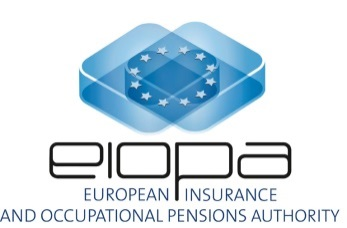 eiopa
EUROPEAN INSURANCE
AND OCCUPATIONAL PENSIONS AUTHORITY